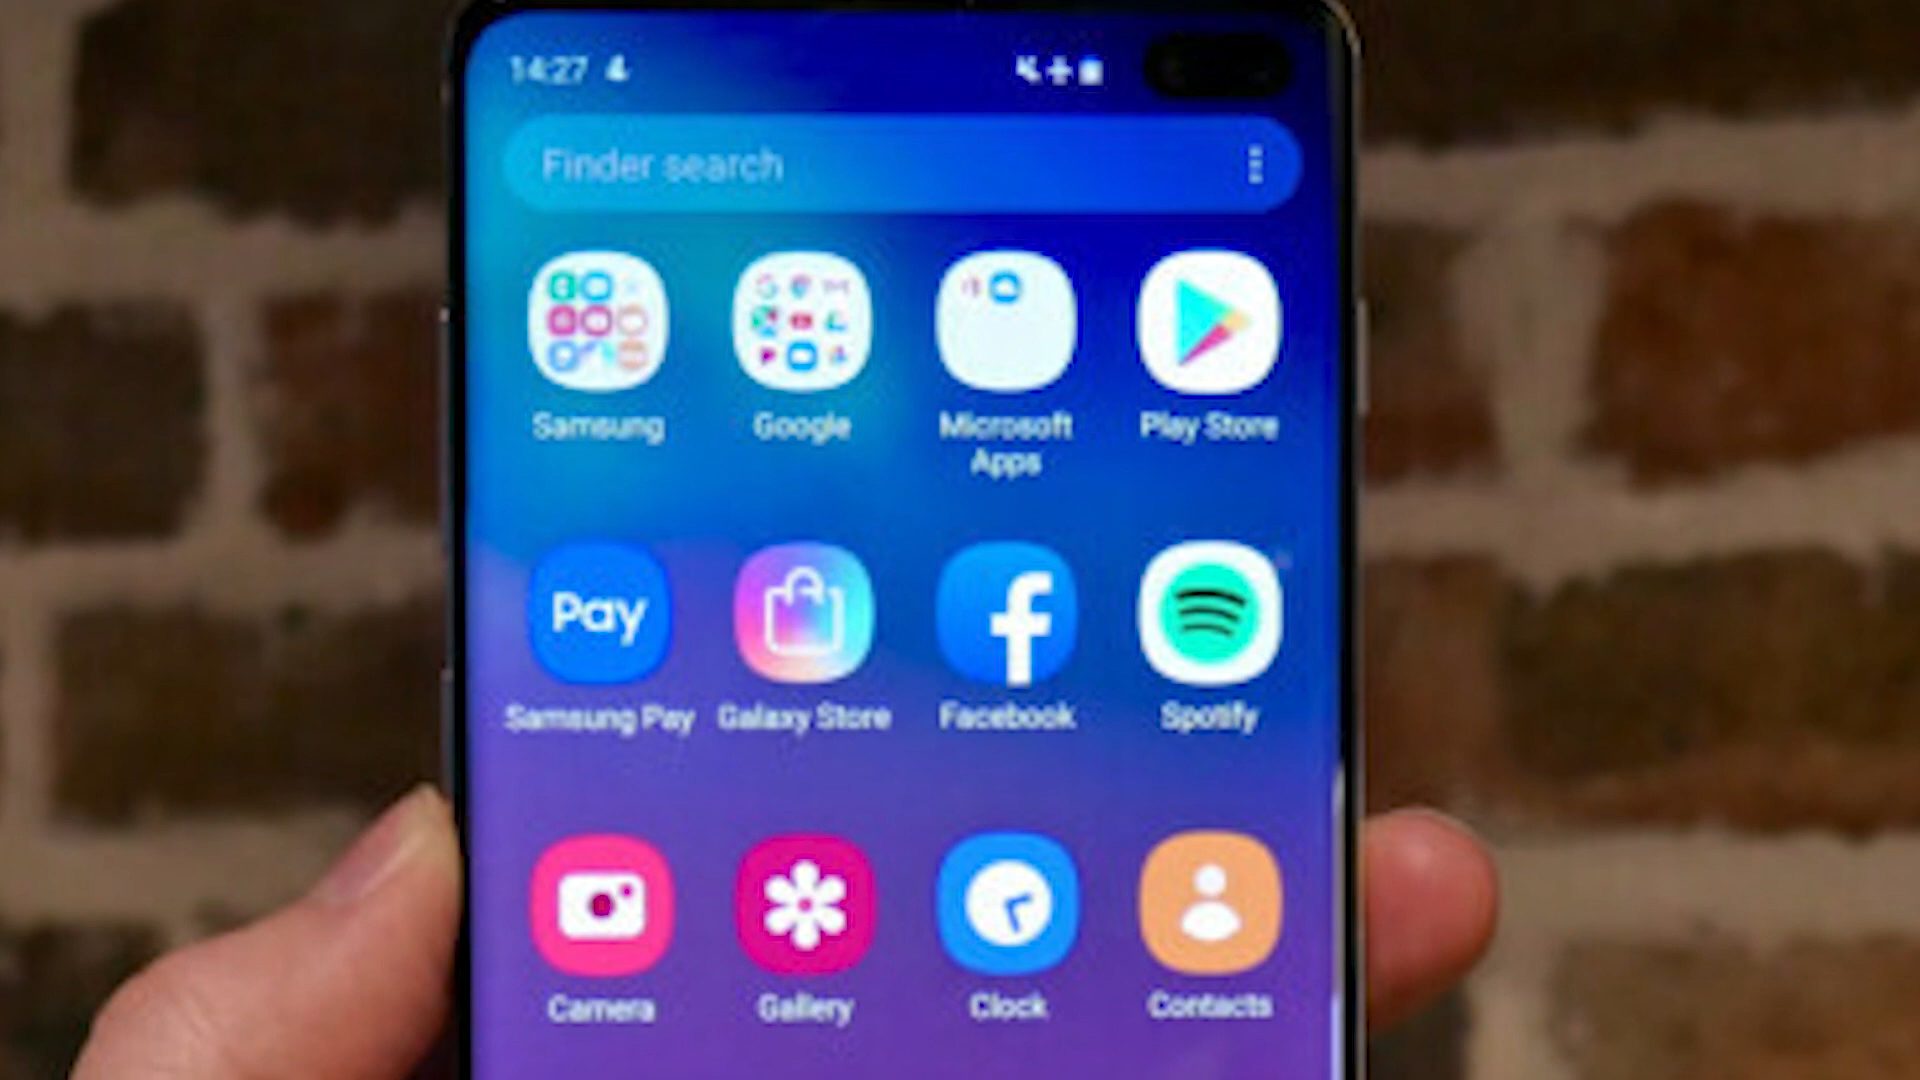 14:27
Finder search
Samsung
Google
Microsoft
Apps
Play Store
Pay
Samsung Pay
Galaxy Store
Facebook
Spotify
Camera
Gallery
Clock
Contacts